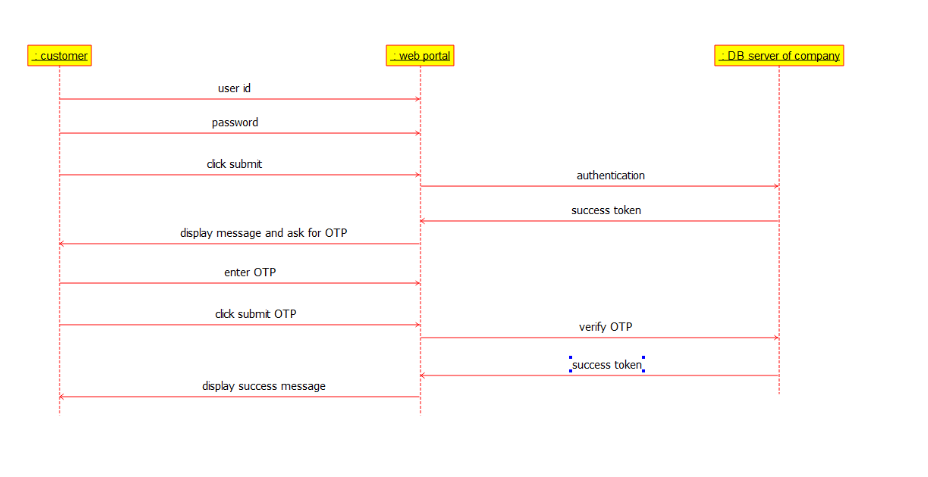 : customer
: web portal
: DB server of company
user id
password
click submit
authentication
success token
display message and ask for OTP
enter OTP
click submit OTP
verify OTP
success token
display success message